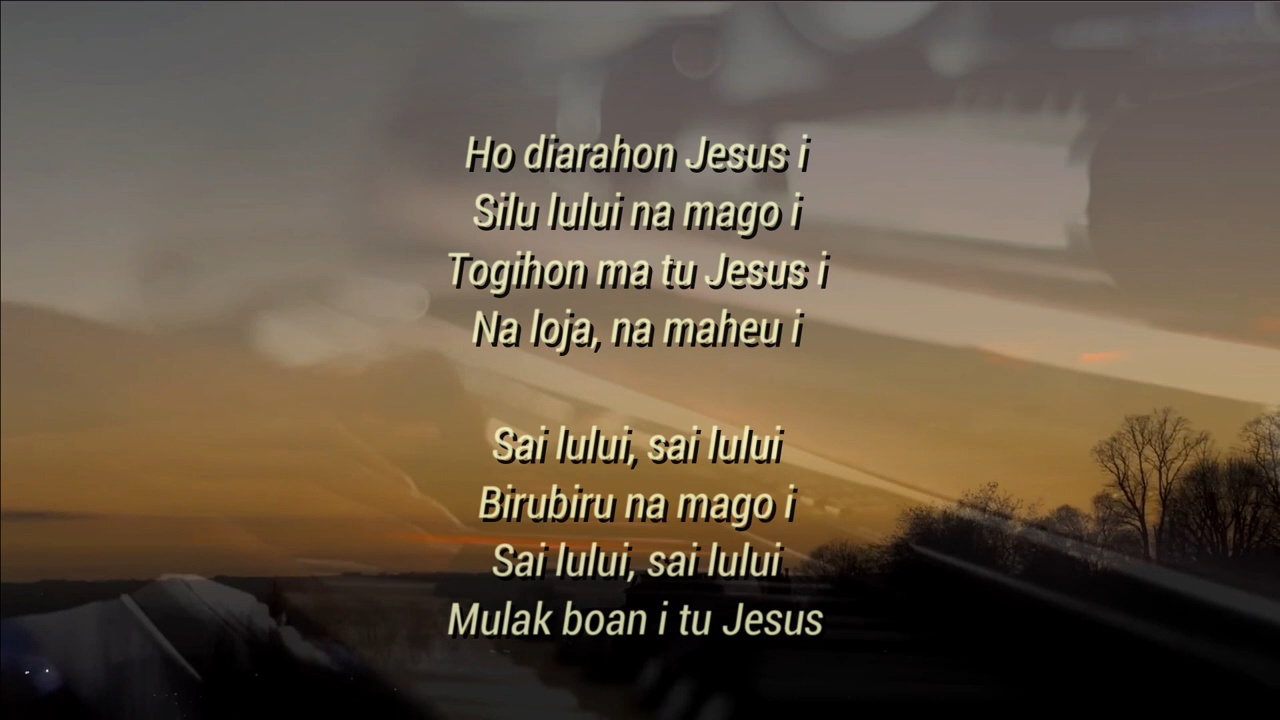 Ho diarahon Jesus i
Silu lului na mago i
Togihon ma tu Jesus i
Na loja, na maheu i
Sai lului, sai lului
Birubiru na mago i
Sai lului, sai lului
Mulak boan i tu Jesus